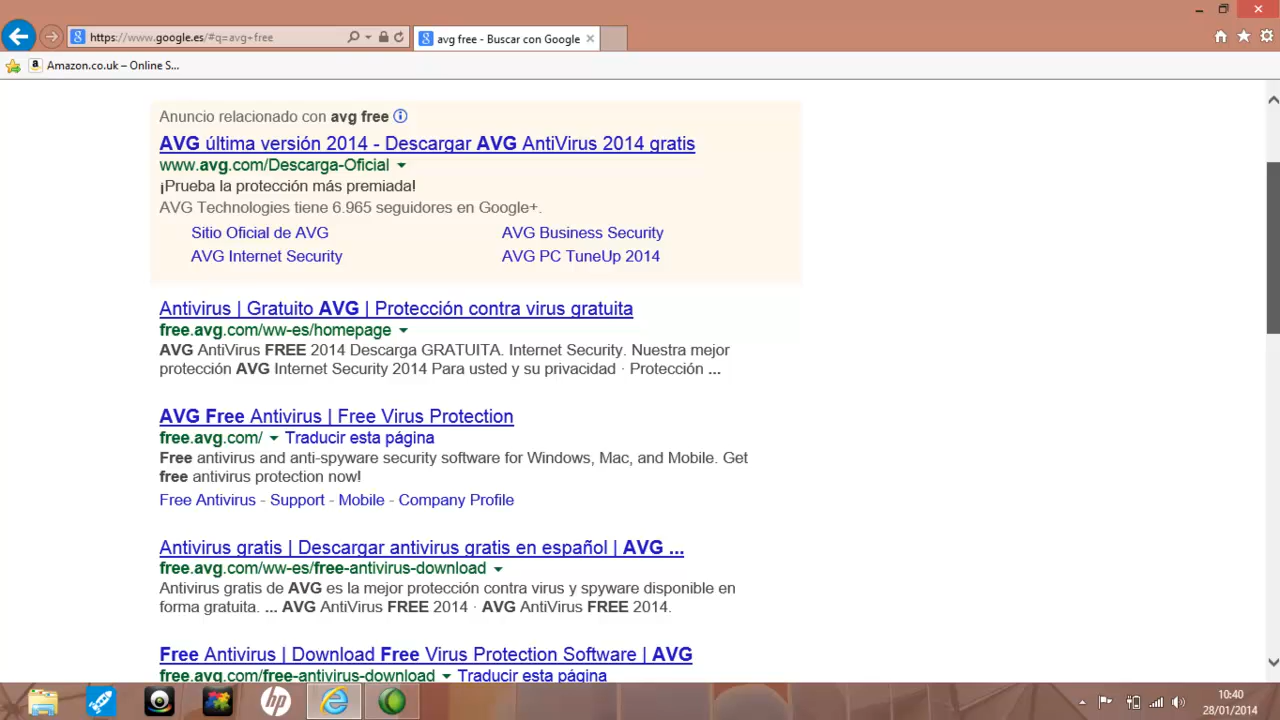 https://www.google.es/#q=avg+free
avg free - Buscar con Google
Amazon.co.uk – Online S...
Anuncio relacionado con avg free
AVG última versión 2014 - Descargar AVG AntiVirus 2014 gratis
www.avg.com/Descarga-Oficial
¡Prueba la protección más premiada!
AVG Technologies tiene 6.965 seguidores en Google+.
Sitio Oficial de AVG AVG Business Security
AVG Internet Security AVG PC TuneUp 2014
Antivirus | Gratuito AVG | Protección contra virus gratuita
free.avg.com/ww-es/homepage
AVG AntiVirus FREE 2014 Descarga GRATUITA. Internet Security. Nuestra mejor
protección AVG Internet Security 2014 Para usted y su privacidad · Protección ...
AVG Free Antivirus | Free Virus Protection
free.avg.com/ Traducir esta página
Free antivirus and anti-spyware security software for Windows, Mac, and Mobile. Get
free antivirus protection now!
Free Antivirus - Support - Mobile - Company Profile
Antivirus gratis | Descargar antivirus gratis en español | AVG ...
free.avg.com/ww-es/free-antivirus-download
Antivirus gratis de AVG es la mejor protección contra virus y spyware disponible en
forma gratuita. ... AVG AntiVirus FREE 2014 · AVG AntiVirus FREE 2014.
Free Antivirus | Download Free Virus Protection Software | AVG
free.avg.com/free-antivirus-download Traducir esta página
hp
10:40
28/01/2014